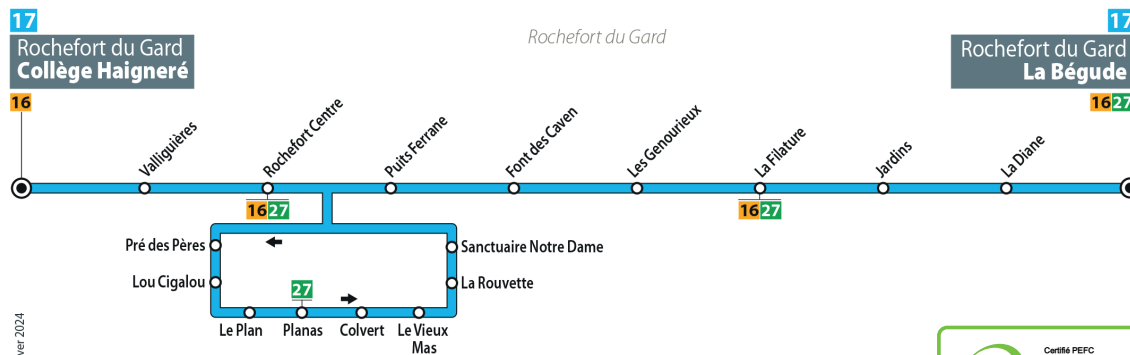 17
Rochefort du Gard
Collège Haigneré
16
Rochefort du Gard
17
Rochefort du Gard
La Bégude
16 27
Valliguières
Rochefort Centre
16 27
Puits Ferrane
Font des Caven
Les Genourieux
La Filature
16 27
Jardins
La Diane
Pré des Pères
Lou Cigalou
Le Plan
27
Planas
Colvert
Le Vieux
Mas
La Rouvette
Sanctuaire Notre Dame
ver 2024
Certifié PEFC